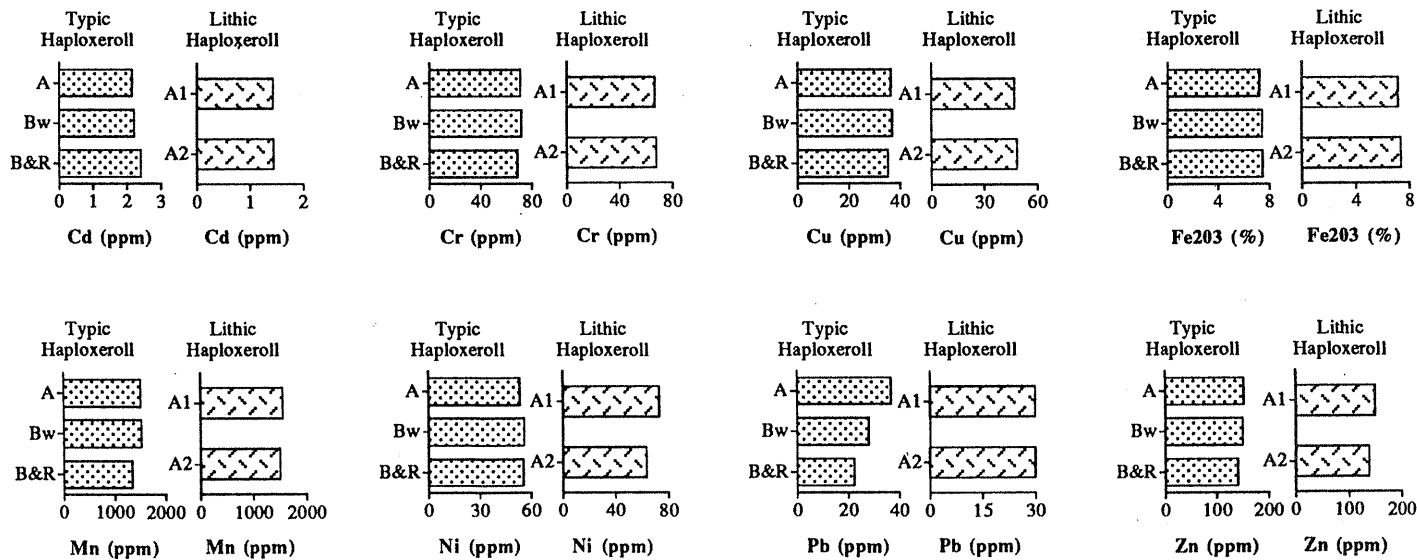 Typic
Haploxeroll
Lithic
Haploxeroll
A
Bw
B&R
A1
A2
0 1 2 3
0 1 2
Cd (ppm)
Cd (ppm)
Typic
Haploxeroll
Lithic
Haploxeroll
A
Bw
B&R
A1
A2
0 40 80
0 40 80
Cr (ppm)
Cr (ppm)
Typic
Haploxeroll
Lithic
Haploxeroll
A
Bw
B&R
A1
A2
0 20 40
0 30 60
Cu (ppm)
Cu (ppm)
Typic
Haploxeroll
Lithic
Haploxeroll
A
Bw
B&R
A1
A2
0 4 8
0 4 8
Fe203 (%)
Fe203 (%)
Typic
Haploxeroll
Lithic
Haploxeroll
A
Bw
B&R
A1
A2
0 1000 2000
0 1000 2000
Mn (ppm)
Mn (ppm)
Typic
Haploxeroll
Lithic
Haploxeroll
A
Bw
B&R
A1
A2
0 30 60
0 40 80
Ni (ppm)
Ni (ppm)
Typic
Haploxeroll
Lithic
Haploxeroll
A
Bw
B&R
A1
A2
0 20 40
0 15 30
Pb (ppm)
Pb (ppm)
Typic
Haploxeroll
Lithic
Haploxeroll
A
Bw
B&R
A1
A2
0 100 200
0 100 200
Zn (ppm)
Zn (ppm)